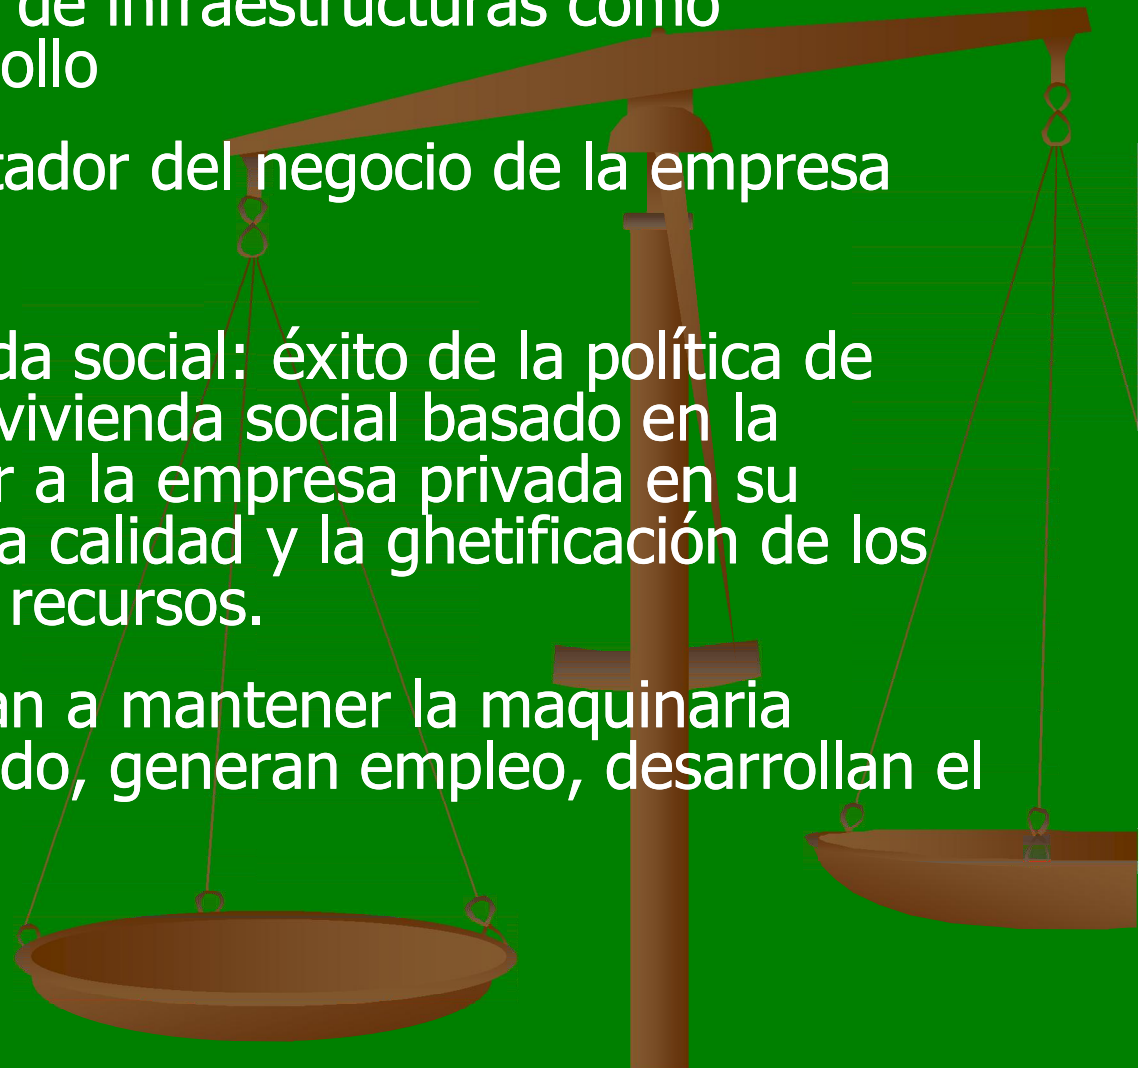 de infraestructuras como
ollo
tador del negocio de la empresa
da social: éxito de la política de
vivienda social basado en la
r a la empresa privada en su
a calidad y la ghetificación de los
recursos.
an a mantener la maquinaria
do, generan empleo, desarrollan el